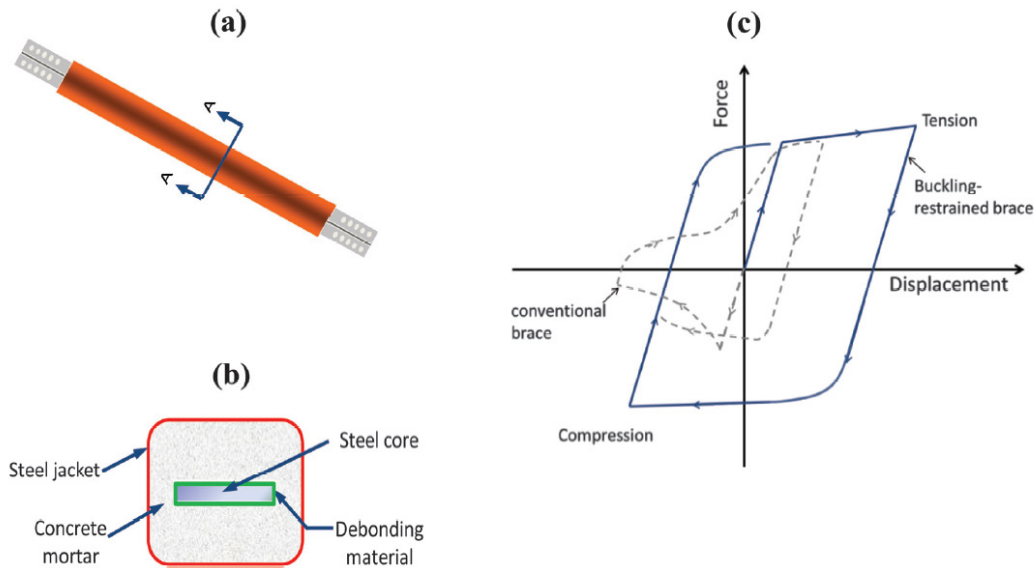 (a)
A
A
(b)
Steel jacket
Steel core
Concrete
mortar
Debonding
material
(c)
Force
Tension
Buckling-
restrained brace
Displacement
conventional
brace
Compression